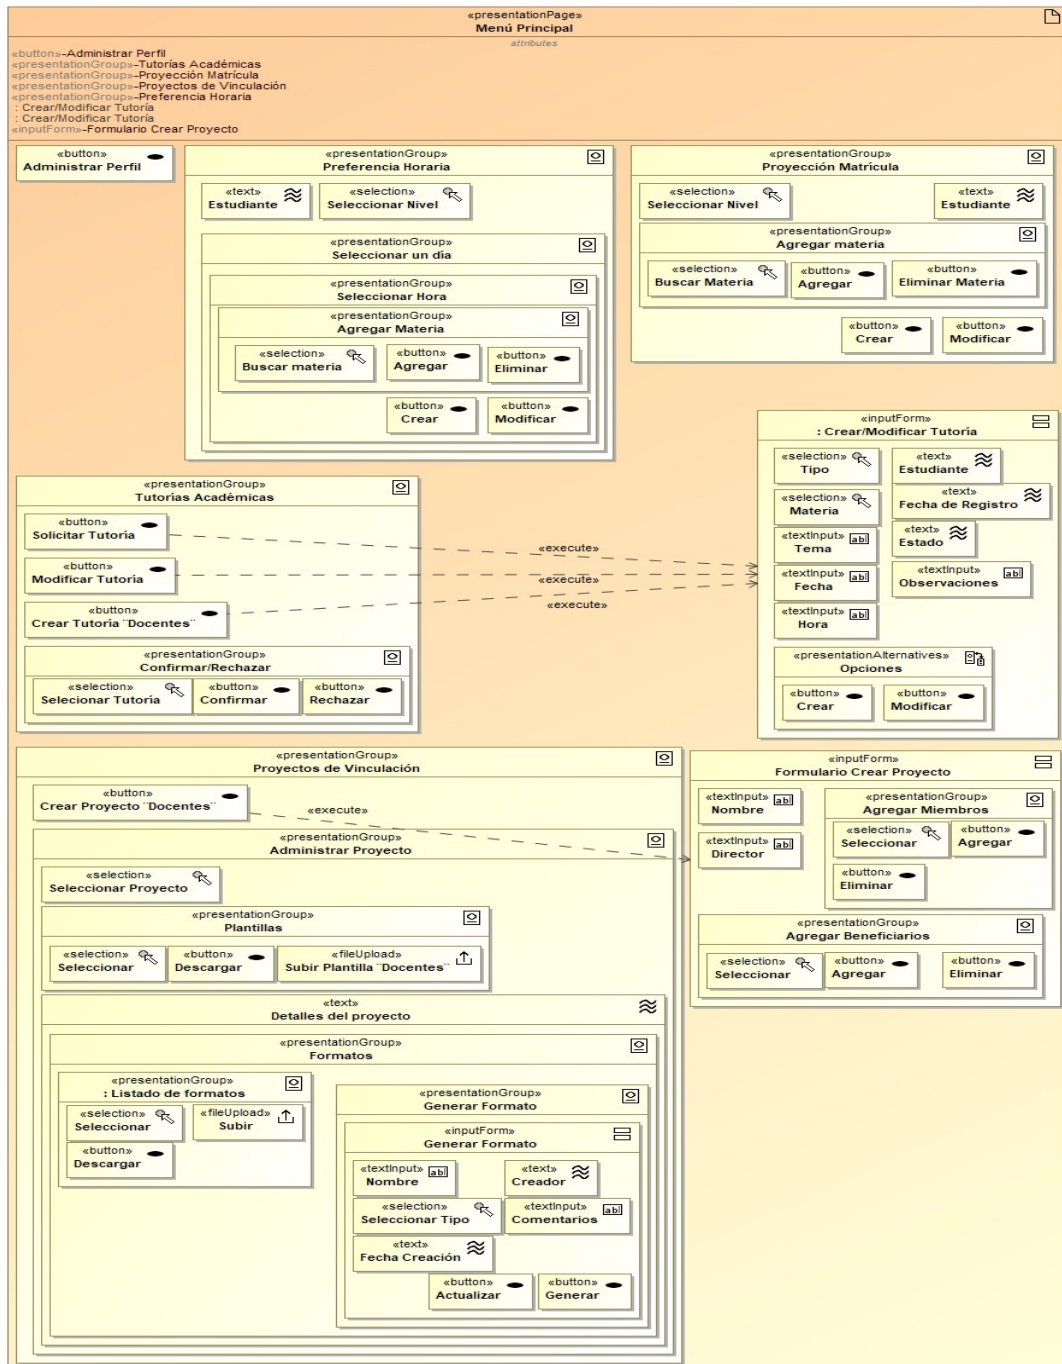 «presentationPage»
Menú Principal
attributes
«button»-Administrar Perfil
«presentationGroup»-Tutorías Académicas
«presentationGroup»-Proyección Matrícula
«presentationGroup»-Proyectos de Vinculación
«presentationGroup»-Preferencia Horaria
: Crear/Modificar Tutoría
: Crear/Modificar Tutoría
«inputForm»-Formulario Crear Proyecto
«button»
Administrar Perfil
«presentationGroup»
Preferencia Horaria
«text»
Estudiante
«selection»
Seleccionar Nivel
«presentationGroup»
Seleccionar un día
«presentationGroup»
Seleccionar Hora
«presentationGroup»
Agregar Materia
«selection»
Buscar materia
«button»
Agregar
«button»
Eliminar
«button»
Crear
«button»
Modificar
«presentationGroup»
Proyección Matrícula
«selection»
Seleccionar Nivel
«text»
Estudiante
«presentationGroup»
Agregar materia
«selection»
Buscar Materia
«button»
Agregar
«button»
Eliminar Materia
«button»
Crear
«button»
Modificar
«presentationGroup»
Tutorías Académicas
«button»
Solicitar Tutoría
«button»
Modificar Tutoría
«button»
Crear Tutoría ¨Docentes¨
«presentationGroup»
Confirmar/Rechazar
«selection»
Selecionar Tutoría
«button»
Confirmar
«button»
Rechazar
«execute»
«execute»
«execute»
«inputForm»
: Crear/Modificar Tutoría
«selection»
Tipo
«text»
Estudiante
«selection»
Materia
«text»
Fecha de Registro
«textInput» ab
Tema
«text»
Estado
«textInput» ab
Fecha
«textInput» ab
Observaciones
«textInput» ab
Hora
«presentationAlternatives»
Opciones
«button»
Crear
«button»
Modificar
«presentationGroup»
Proyectos de Vinculación
«button»
Crear Proyecto ¨Docentes¨
«execute»
«presentationGroup»
Administrar Proyecto
«selection»
Seleccionar Proyecto
«presentationGroup»
Plantillas
«selection»
Seleccionar
«button»
Descargar
«fileUpload»
Subir Plantilla ¨Docentes¨
«text»
Detalles del proyecto
«presentationGroup»
Formatos
«presentationGroup»
: Listado de formatos
«selection»
Seleccionar
«fileUpload»
Subir
«button»
Descargar
«presentationGroup»
Generar Formato
«inputForm»
Generar Formato
«textInput» ab
Nombre
«text»
Creador
«selection»
Seleccionar Tipo
«textInput» ab
Comentarios
«text»
Fecha Creación
«button»
Actualizar
«button»
Generar
«inputForm»
Formulario Crear Proyecto
«textInput» ab
Nombre
«textInput» ab
Director
«presentationGroup»
Agregar Miembros
«selection»
Seleccionar
«button»
Agregar
«button»
Eliminar
«presentationGroup»
Agregar Beneficiarios
«selection»
Seleccionar
«button»
Agregar
«button»
Eliminar